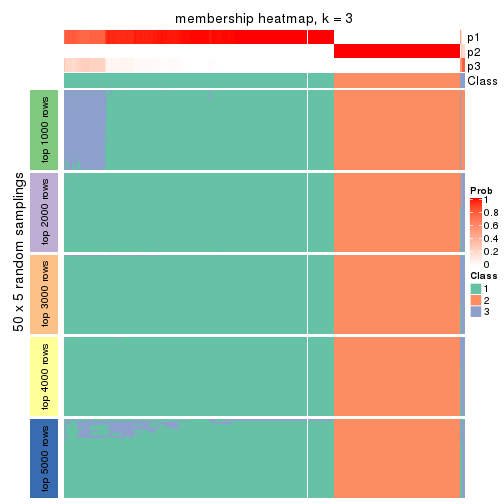 membership heatmap, k = 3
p1
p2
p3
Class
50 x 5 random samplings
top 1000 rows
top 2000 rows
top 3000 rows
top 4000 rows
top 5000 rows
Prob
1
0.8
0.6
0.4
0.2
0
Class
1
2
3